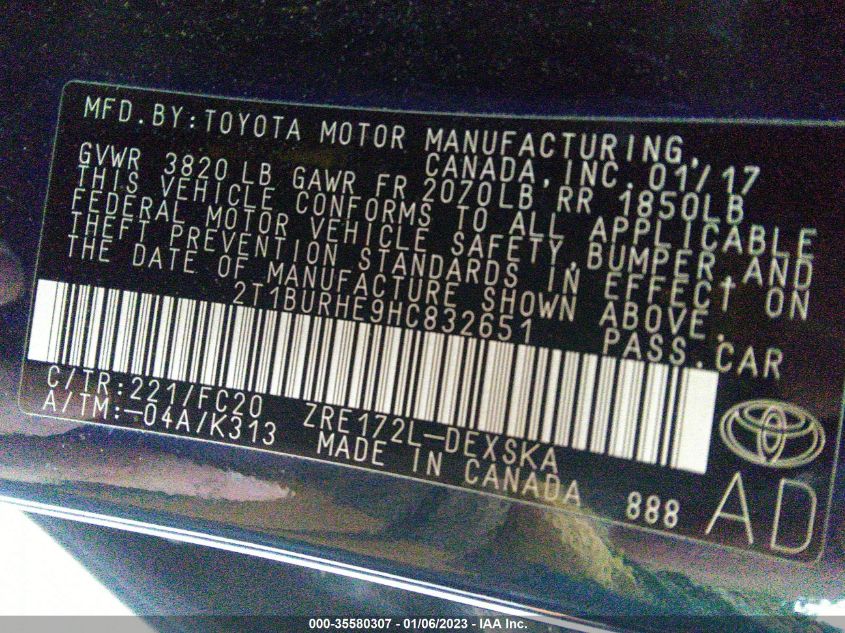 MFD.BY:TOYOTA MOTOR MANUFACTURING,
CANADA,INC. 01/17
GVWR 3820 LB GAWR FR 2070LB RR 1850LB
THIS VEHICLE CONFORMS TO ALL APPLICABLE
FEDERAL MOTOR VEHICLE SAFETY,BUMPER AND
THEFT PREVENTION STANDARDS IN EFFECT ON
THE DATE OF MANUFACTURE SHOWN ABOVE.
2T1BURHE9HC832651 PASS.CAR
C/TR:221/FC20 ZRE172L-DEXSKA
A/TM:-04A/K313 MADE IN CANADA 888 AD
000-35580307 - 01/06/2023 - IAA Inc.